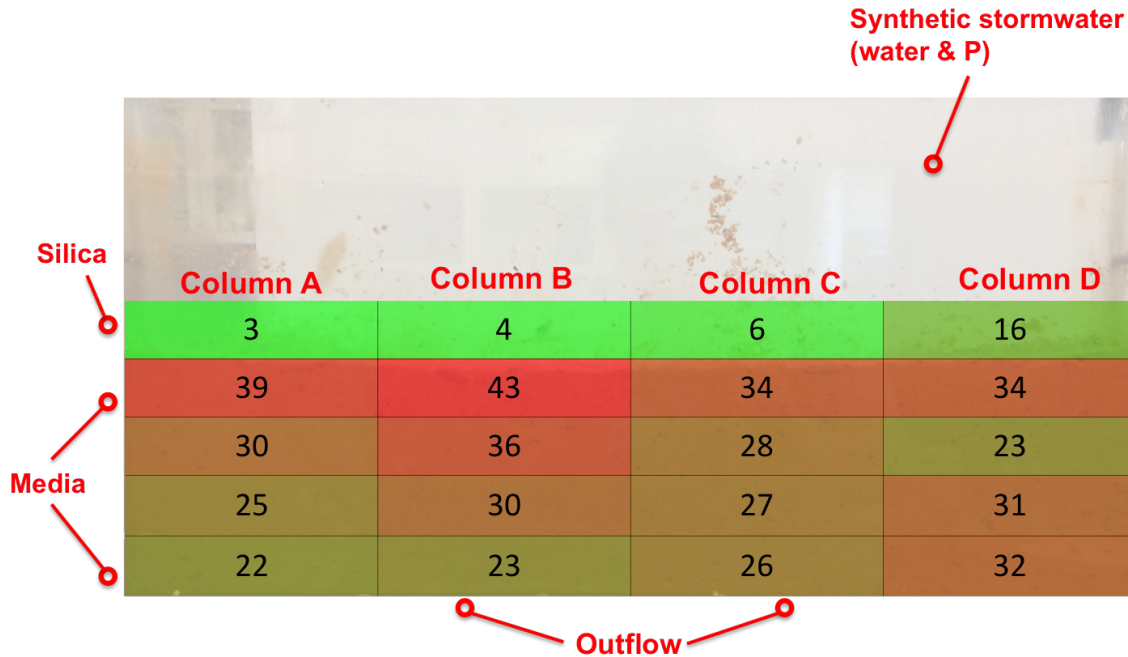 Synthetic stormwater
(water & P)
Silica
Column A Column B Column C Column D
3 4 6 16
39 43 34 34
30 36 28 23
Media
25 30 27 31
22 23 26 32
Outflow